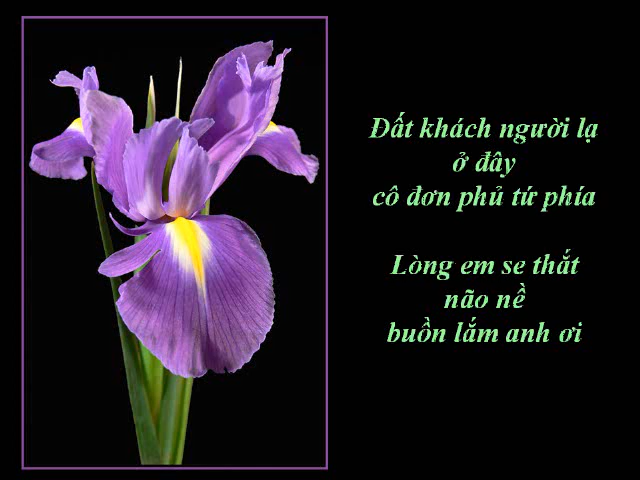 Đất khách người lạ
ở đây
cô đơn phủ tứ phía
Lòng em se thắt
não nề
buồn lắm anh ơi